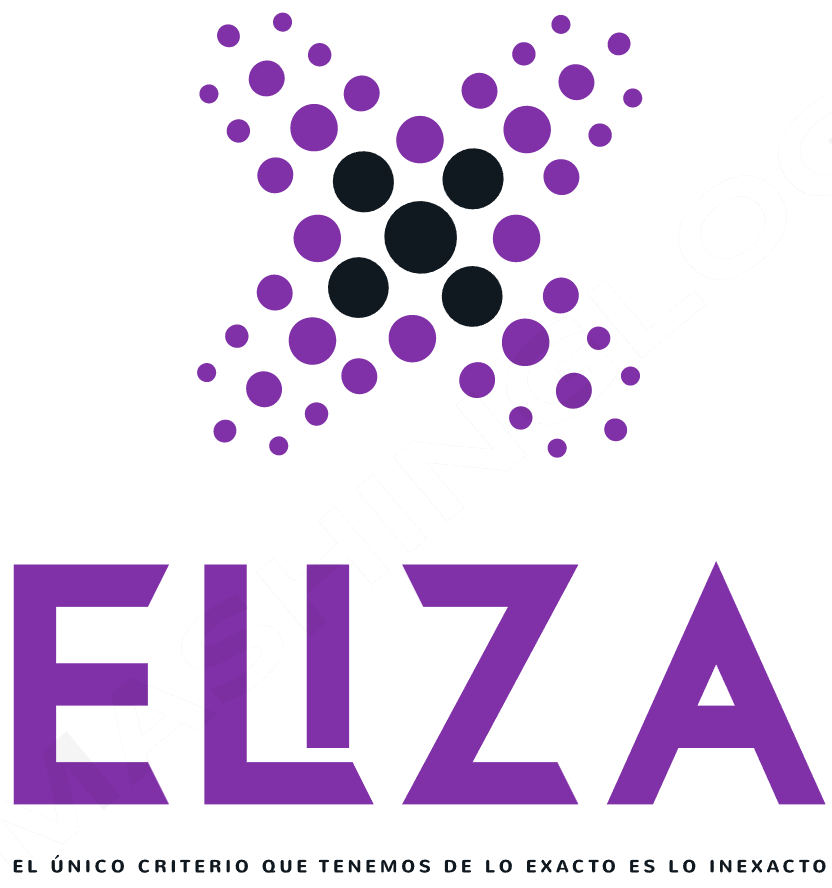 ELIZA
EL ÚNICO CRITERIO QUE TENEMOS DE LO EXACTO ES LO INEXACTO